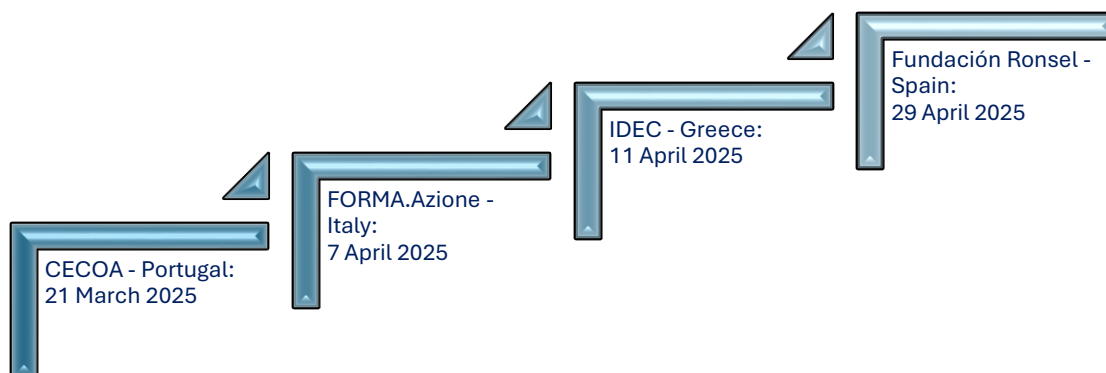 CECOA - Portugal:
21 March 2025
FORMA.Azione -
Italy:
7 April 2025
IDEC - Greece:
11 April 2025
Fundación Ronsel -
Spain:
29 April 2025